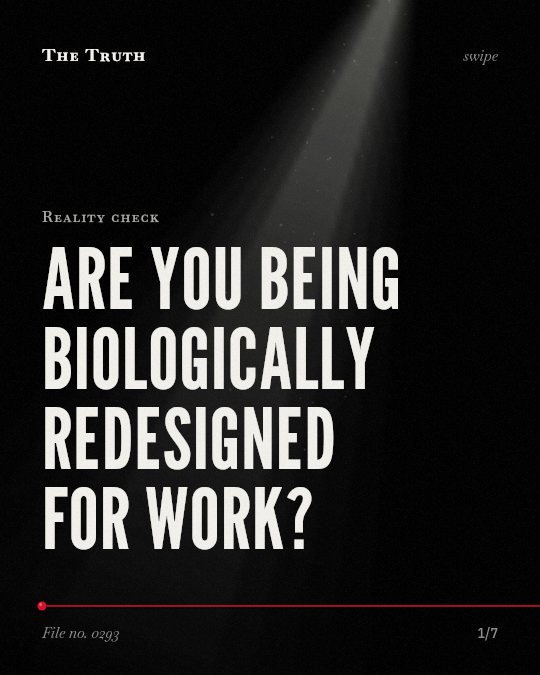 The Truth
swipe
Reality check
ARE YOU BEING
BIOLOGICALLY
REDESIGNED
FOR WORK?
File no. 0293
1/7